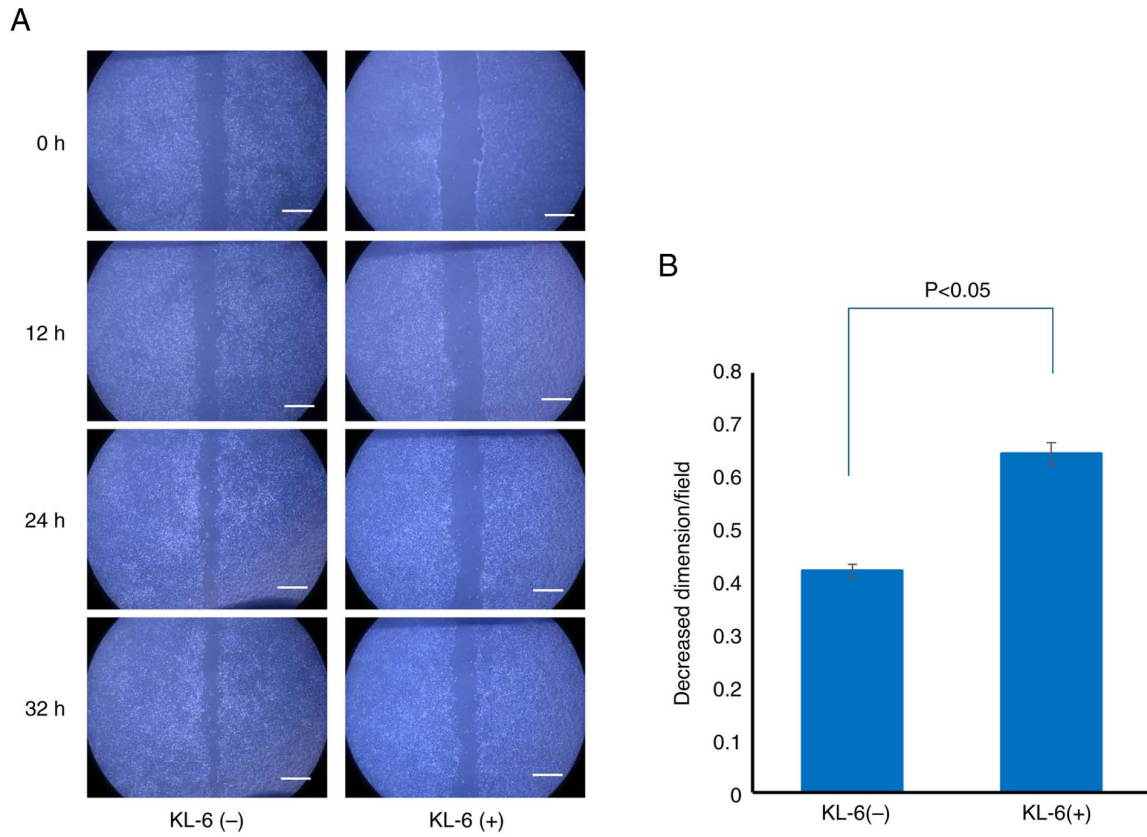 A
0 h
12 h
24 h
32 h
KL-6 (–)
KL-6 (+)
B
P<0.05
Decreased dimension/field
0.8
0.7
0.6
0.5
0.4
0.3
0.2
0.1
0
KL-6(–)
KL-6(+)